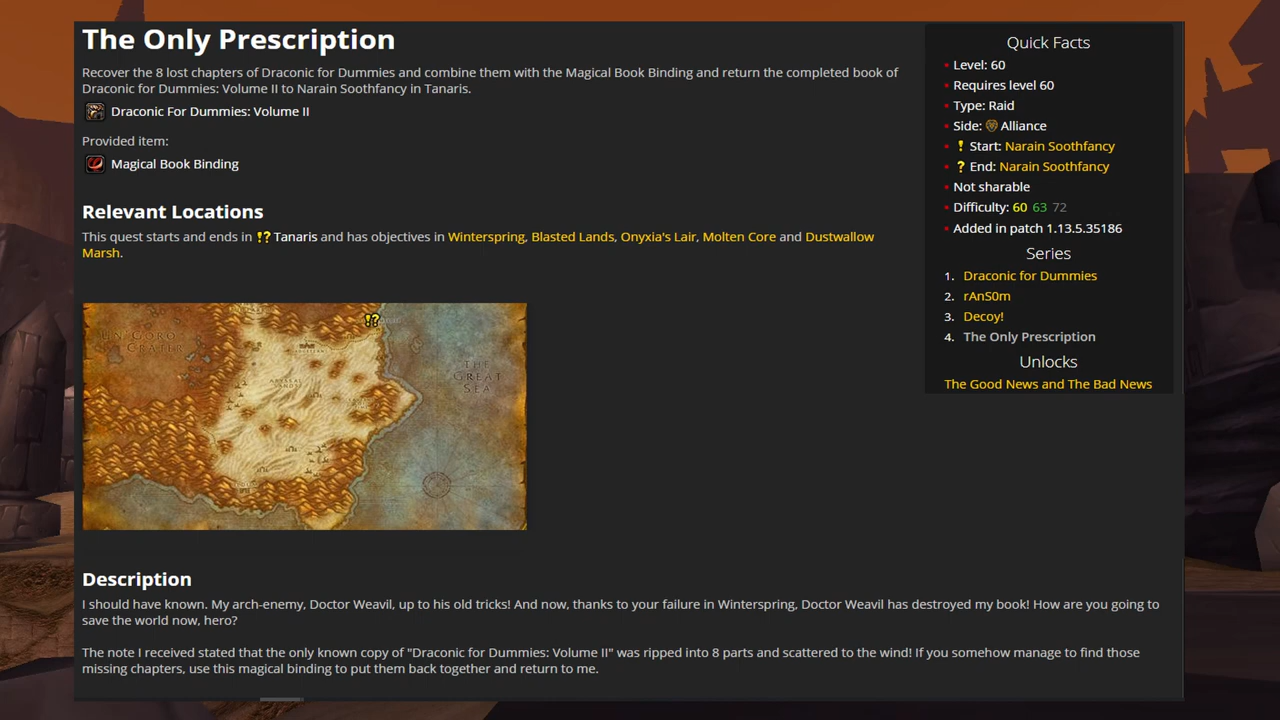 The Only Prescription
Recover the 8 lost chapters of Draconic for Dummies and combine them with the Magical Book Binding and return the completed book of
Draconic for Dummies: Volume II to Narain Soothfancy in Tanaris.
Draconic For Dummies: Volume II
Provided item:
Magical Book Binding
Relevant Locations
This quest starts and ends in !? Tanaris and has objectives in Winterspring, Blasted Lands, Onyxia's Lair, Molten Core and Dustwallow
Marsh.
UN'GORO
CRATER
THE
GREAT
SEA
Description
I should have known. My arch-enemy, Doctor Weavil, up to his old tricks! And now, thanks to your failure in Winterspring, Doctor Weavil has destroyed my book! How are you going to
save the world now, hero?
The note I received stated that the only known copy of "Draconic for Dummies: Volume II" was ripped into 8 parts and scattered to the wind! If you somehow manage to find those
missing chapters, use this magical binding to put them back together and return to me.
Quick Facts
Level: 60
Requires level 60
Type: Raid
Side: Alliance
! Start: Narain Soothfancy
? End: Narain Soothfancy
Not sharable
Difficulty: 60 63 72
Added in patch 1.13.5.35186
Series
1. Draconic for Dummies
2. rAnS0m
3. Decoy!
4. The Only Prescription
Unlocks
The Good News and The Bad News